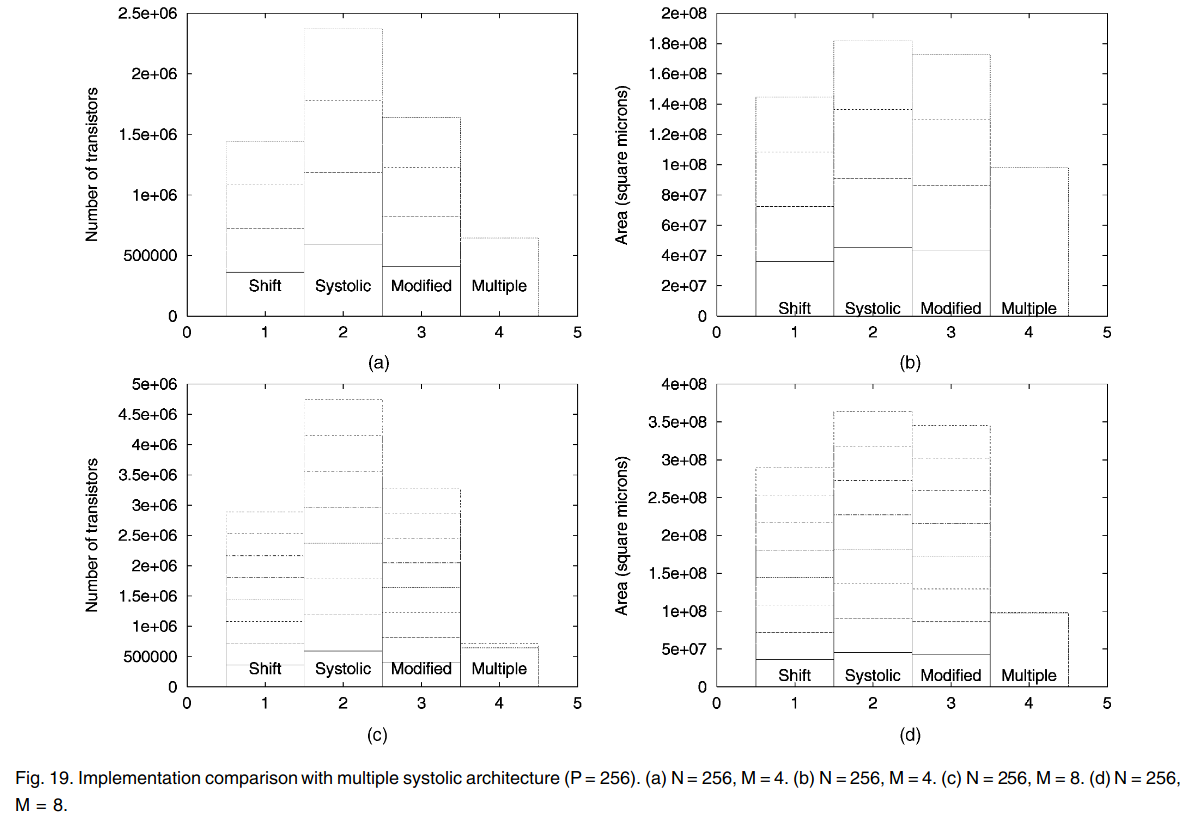 2.5e+06
2e+06
1.5e+06
1e+06
500000
0
Number of transistors
Shift Systolic Modified Multiple
0 1 2 3 4 5
(a)
2e+08
1.8e+08
1.6e+08
1.4e+08
1.2e+08
1e+08
8e+07
6e+07
4e+07
2e+07
0
Area (square microns)
Shift Systolic Modified Multiple
0 1 2 3 4 5
(b)
5e+06
4.5e+06
4e+06
3.5e+06
3e+06
2.5e+06
2e+06
1.5e+06
1e+06
500000
0
Number of transistors
Shift Systolic Modified Multiple
0 1 2 3 4 5
(c)
4e+08
3.5e+08
3e+08
2.5e+08
2e+08
1.5e+08
1e+08
5e+07
0
Area (square microns)
Shift Systolic Modified Multiple
0 1 2 3 4 5
(d)
Fig. 19. Implementation comparison with multiple systolic architecture (P = 256). (a) N = 256, M = 4. (b) N = 256, M = 4. (c) N = 256, M = 8. (d) N = 256,
M = 8.